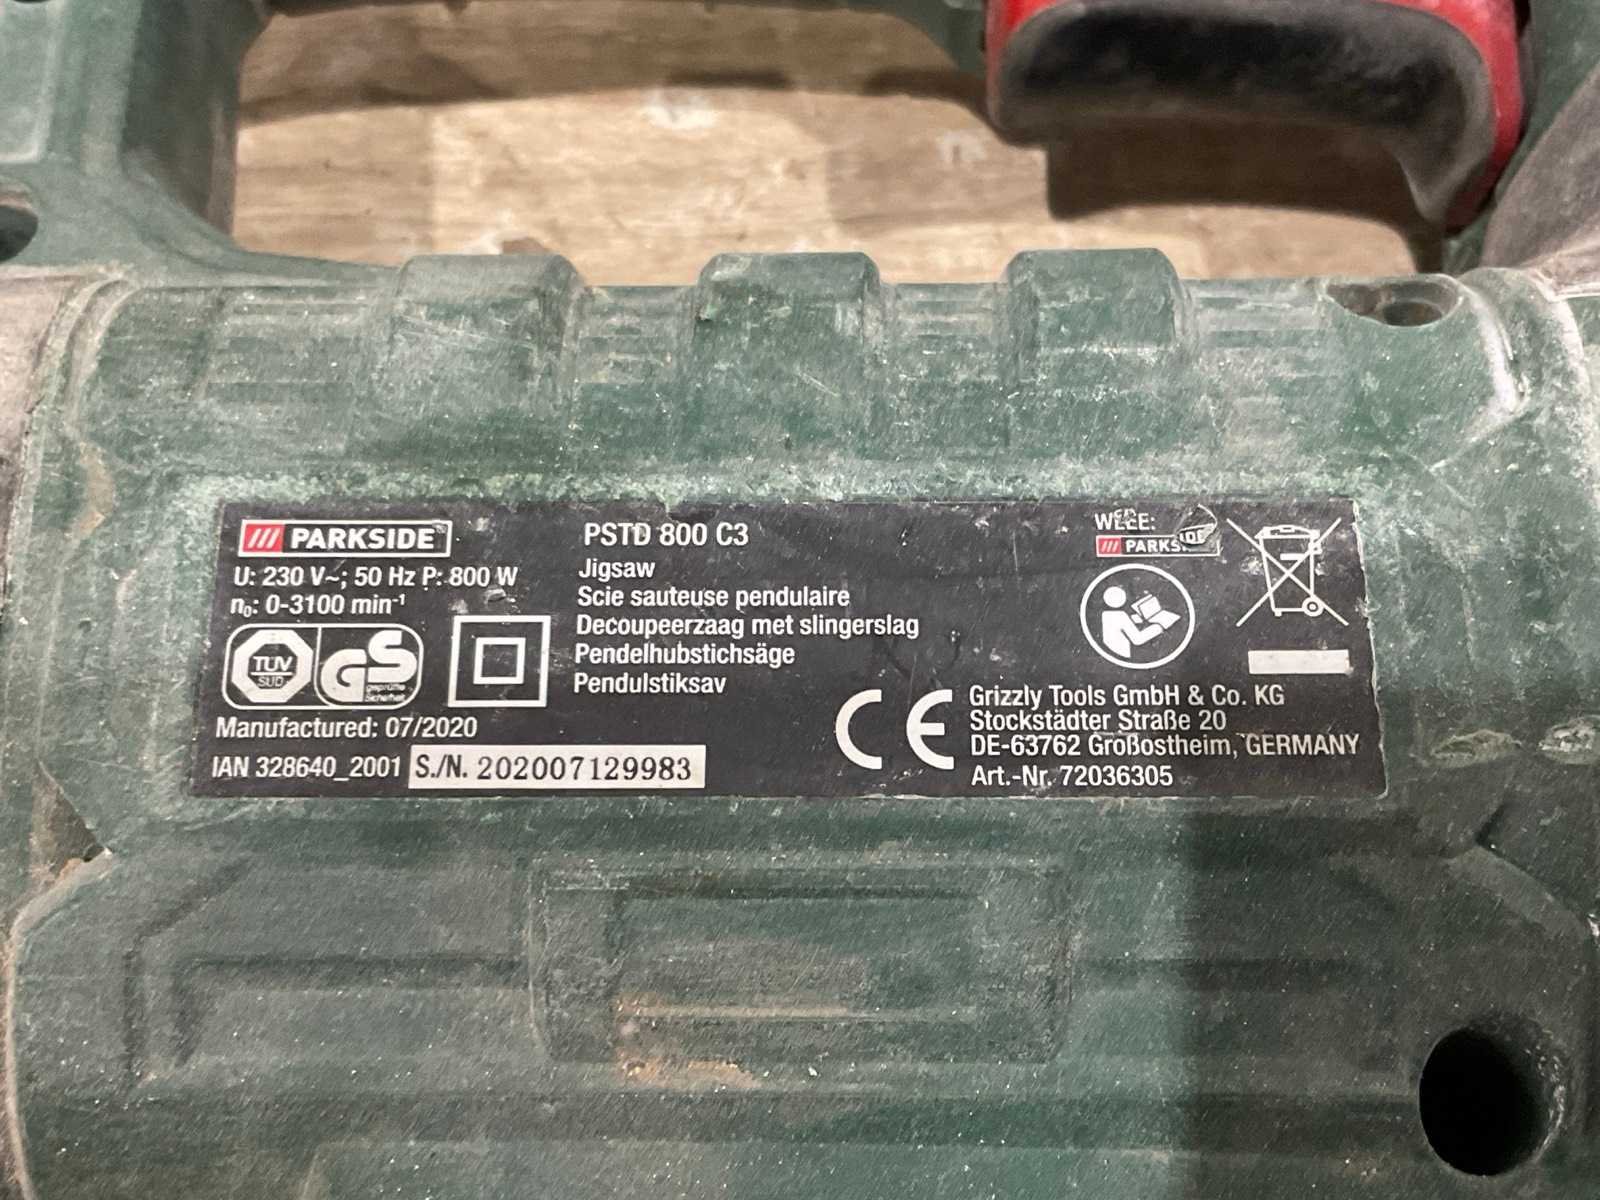 PARKSIDE
U: 230 V~; 50 Hz P: 800 W
n₀: 0-3100 min⁻¹
TÜV
SÜD
GS
geprüfte
Sicherheit
Manufactured: 07/2020
IAN 328640_2001
S./N. 202007129983
PSTD 800 C3
Jigsaw
Scie sauteuse pendulaire
Decoupeerzaag met slingerslag
Pendelhubstichsäge
Pendulstiksav
WEEE:
PARKSIDE
CE
Grizzly Tools GmbH & Co. KG
Stockstädter Straße 20
DE-63762 Großostheim, GERMANY
Art.-Nr. 72036305